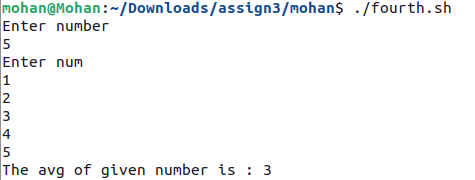 mohan@Mohan:~/Downloads/assign3/mohan$ ./fourth.sh
Enter number
5
Enter num
1
2
3
4
5
The avg of given number is : 3